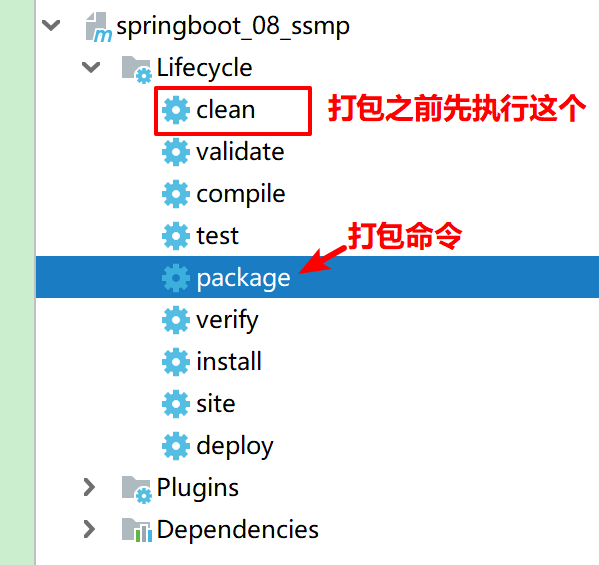 springboot_08_ssmp
Lifecycle
clean 打包之前先执行这个
validate
compile
test 打包命令
package
verify
install
site
deploy
Plugins
Dependencies